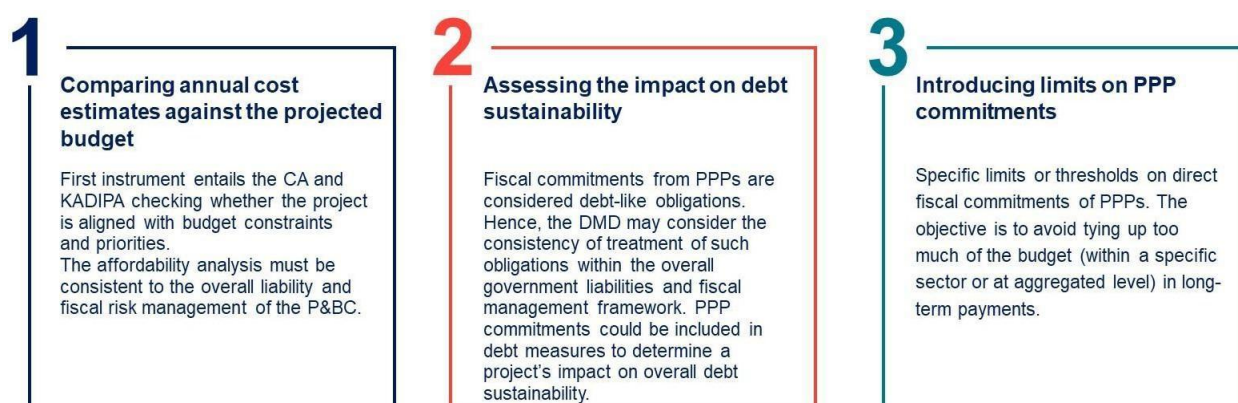 1
Comparing annual cost
estimates against the projected
budget
First instrument entails the CA and
KADIPA checking whether the project
is aligned with budget constraints
and priorities.
The affordability analysis must be
consistent to the overall liability and
fiscal risk management of the P&BC.
2
Assessing the impact on debt
sustainability
Fiscal commitments from PPPs are
considered debt-like obligations.
Hence, the DMD may consider the
consistency of treatment of such
obligations within the overall
government liabilities and fiscal
management framework. PPP
commitments could be included in
debt measures to determine a
project's impact on overall debt
sustainability.
3
Introducing limits on PPP
commitments
Specific limits or thresholds on direct
fiscal commitments of PPPs. The
objective is to avoid tying up too
much of the budget (within a specific
sector or at aggregated level) in long-
term payments.